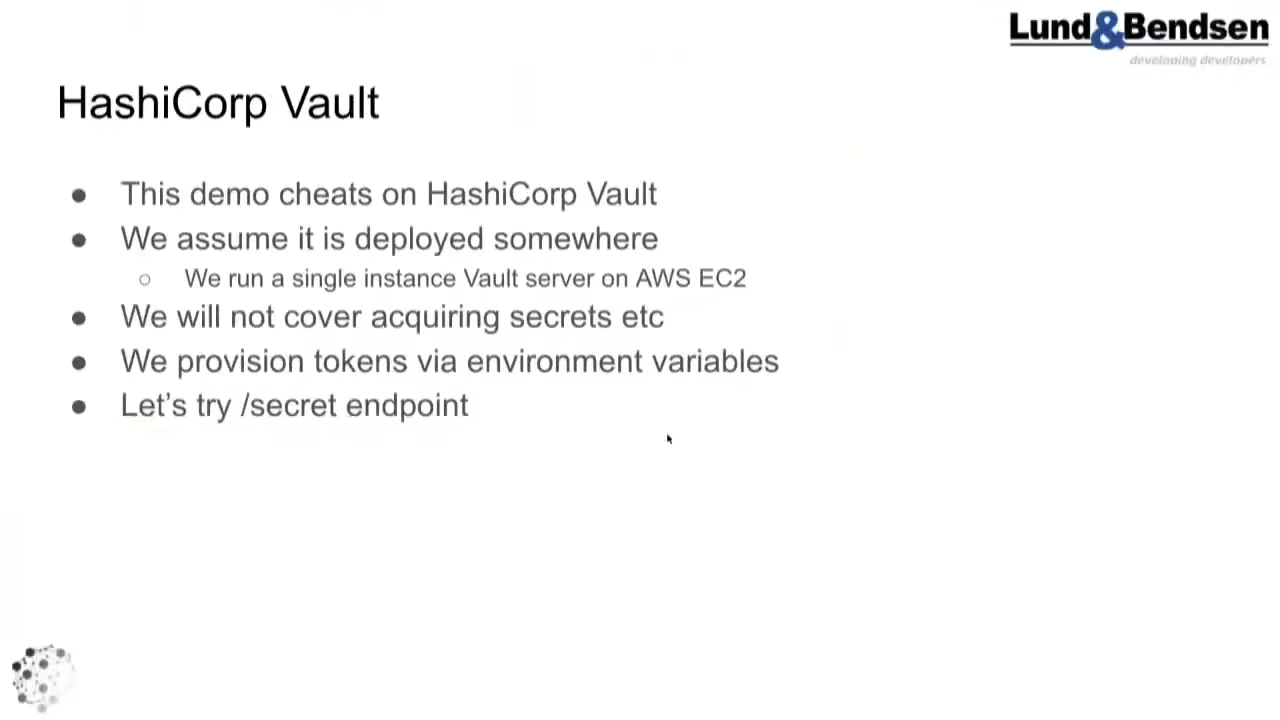 Lund&Bendsen
developing developers
HashiCorp Vault
● This demo cheats on HashiCorp Vault
● We assume it is deployed somewhere
○ We run a single instance Vault server on AWS EC2
● We will not cover acquiring secrets etc
● We provision tokens via environment variables
● Let’s try /secret endpoint